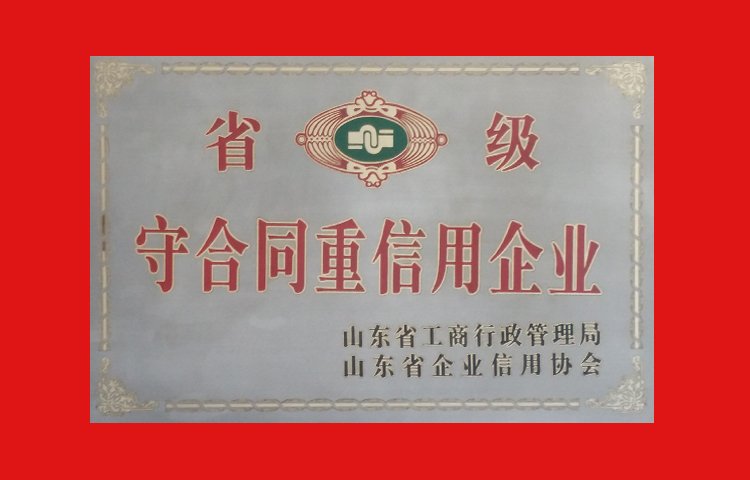 省 级
守合同重信用企业
山东省工商行政管理局
山东省企业信用协会